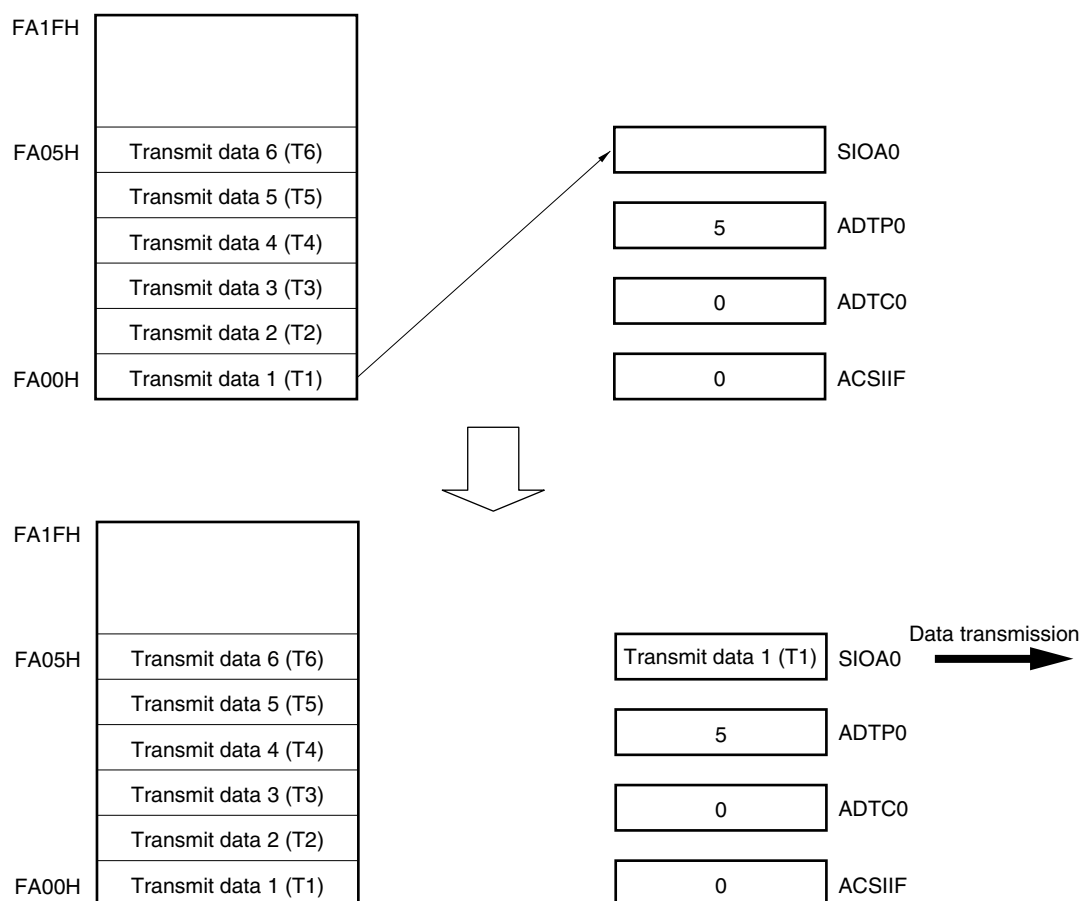 FA1FH
FA05H Transmit data 6 (T6) SIOA0
Transmit data 5 (T5)
5 ADTP0
Transmit data 4 (T4)
Transmit data 3 (T3)
0 ADTC0
Transmit data 2 (T2)
FA00H Transmit data 1 (T1) 0 ACSIIF
FA1FH
Data transmission
FA05H Transmit data 6 (T6) Transmit data 1 (T1) SIOA0
Transmit data 5 (T5)
5 ADTP0
Transmit data 4 (T4)
Transmit data 3 (T3)
0 ADTC0
Transmit data 2 (T2)
FA00H Transmit data 1 (T1) 0 ACSIIF